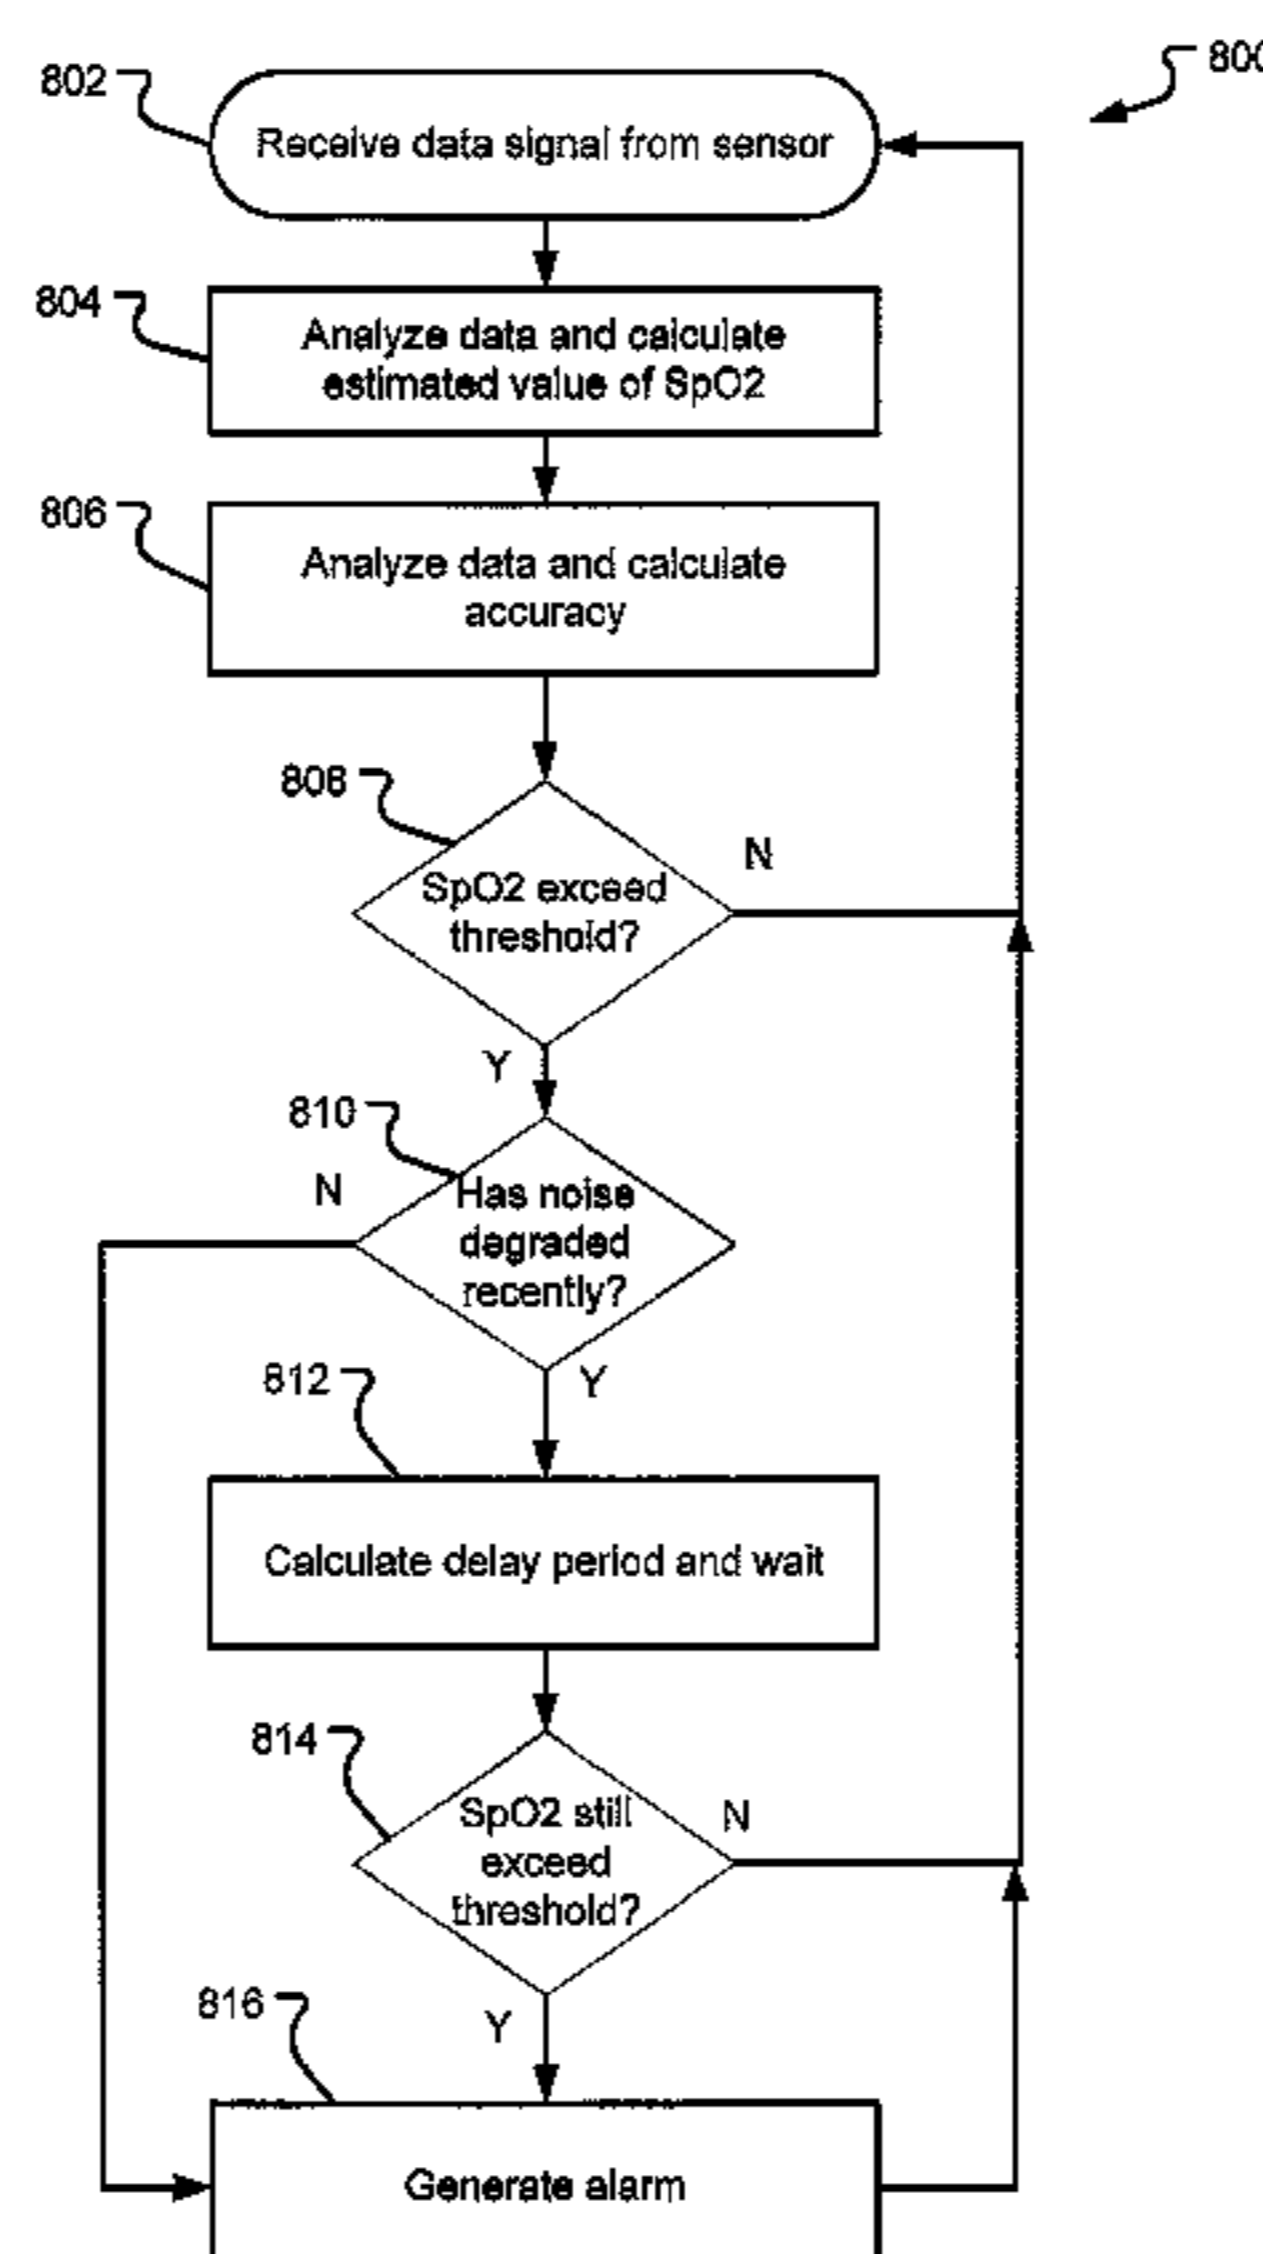 800
802
Receive data signal from sensor
804
Analyze data and calculate
estimated value of SpO2
806
Analyze data and calculate
accuracy
808
N
SpO2 exceed
threshold?
Y
810
N
Has noise
degraded
recently?
Y
812
Calculate delay period and wait
814
N
SpO2 still
exceed
threshold?
Y
816
Generate alarm